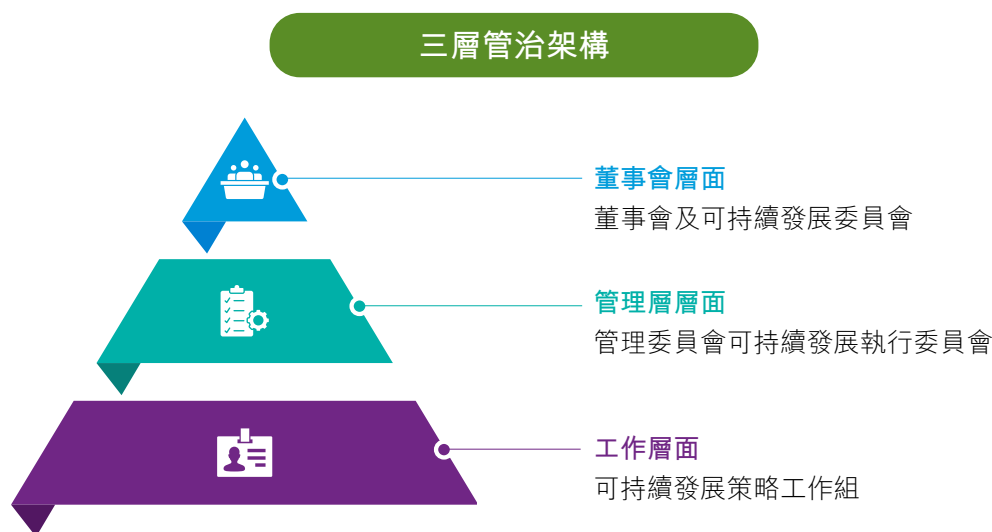 三層管治架構
董事會層面
董事會及可持續發展委員會
管理層層面
管理委員會可持續發展執行委員會
工作層面
可持續發展策略工作組